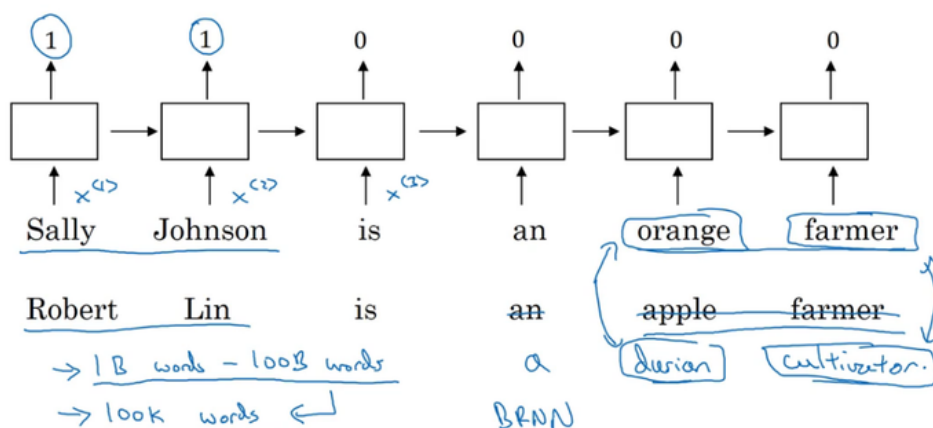 1 1 0 0 0 0
x<1> x<2> x<3>
Sally Johnson is an orange farmer
Robert Lin is an apple farmer
→ 1B words - 100B words a durian cultivator.
→ 100K words BRNN